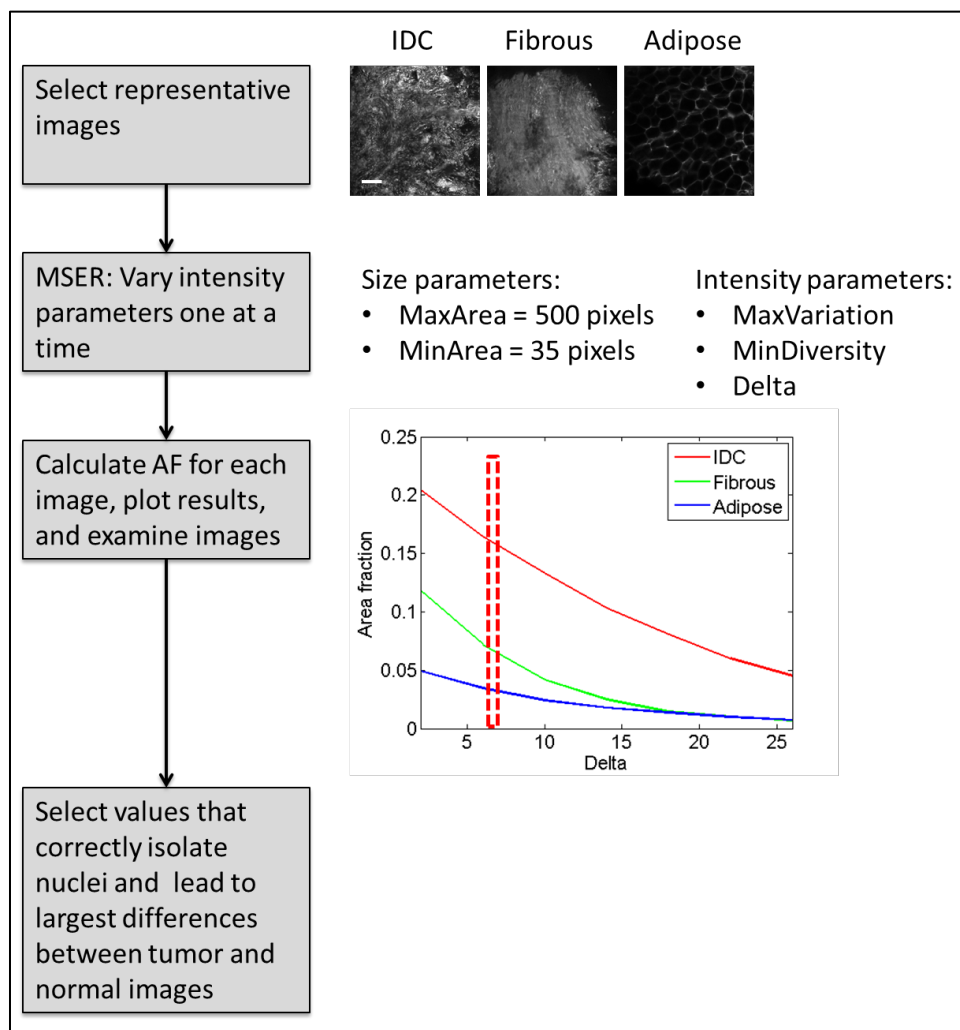 IDC Fibrous Adipose
Select representative
images
MSER: Vary intensity
parameters one at a
time
Size parameters:
• MaxArea = 500 pixels
• MinArea = 35 pixels
Intensity parameters:
• MaxVariation
• MinDiversity
• Delta
Calculate AF for each
image, plot results,
and examine images
0.25
0.2
0.15
0.1
0.05
0
Area fraction
IDC
Fibrous
Adipose
5 10 15 20 25
Delta
Select values that
correctly isolate
nuclei and lead to
largest differences
between tumor and
normal images